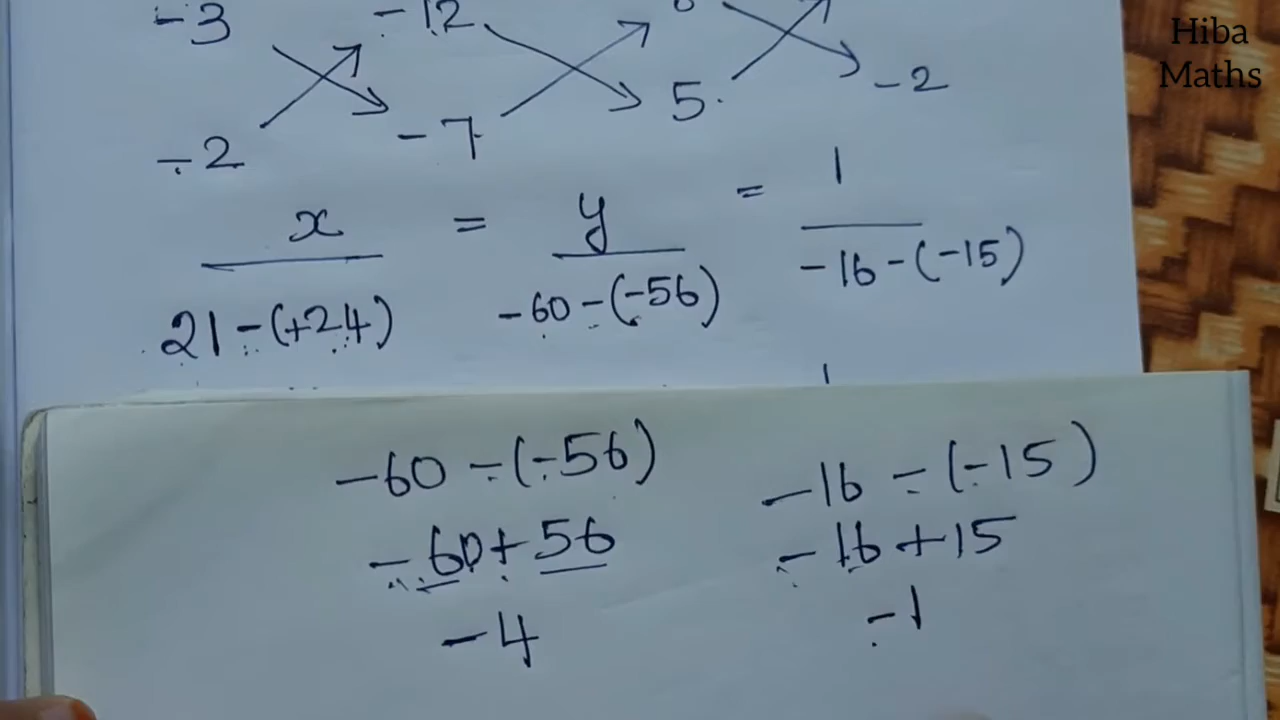 Hiba
Maths
-3 -12
-2 -7 5 -2
x = y = 1
21-(+24) -60-(-56) -16-(-15)
-60-(-56) -16-(-15)
-60+56 -16+15
-4 -1